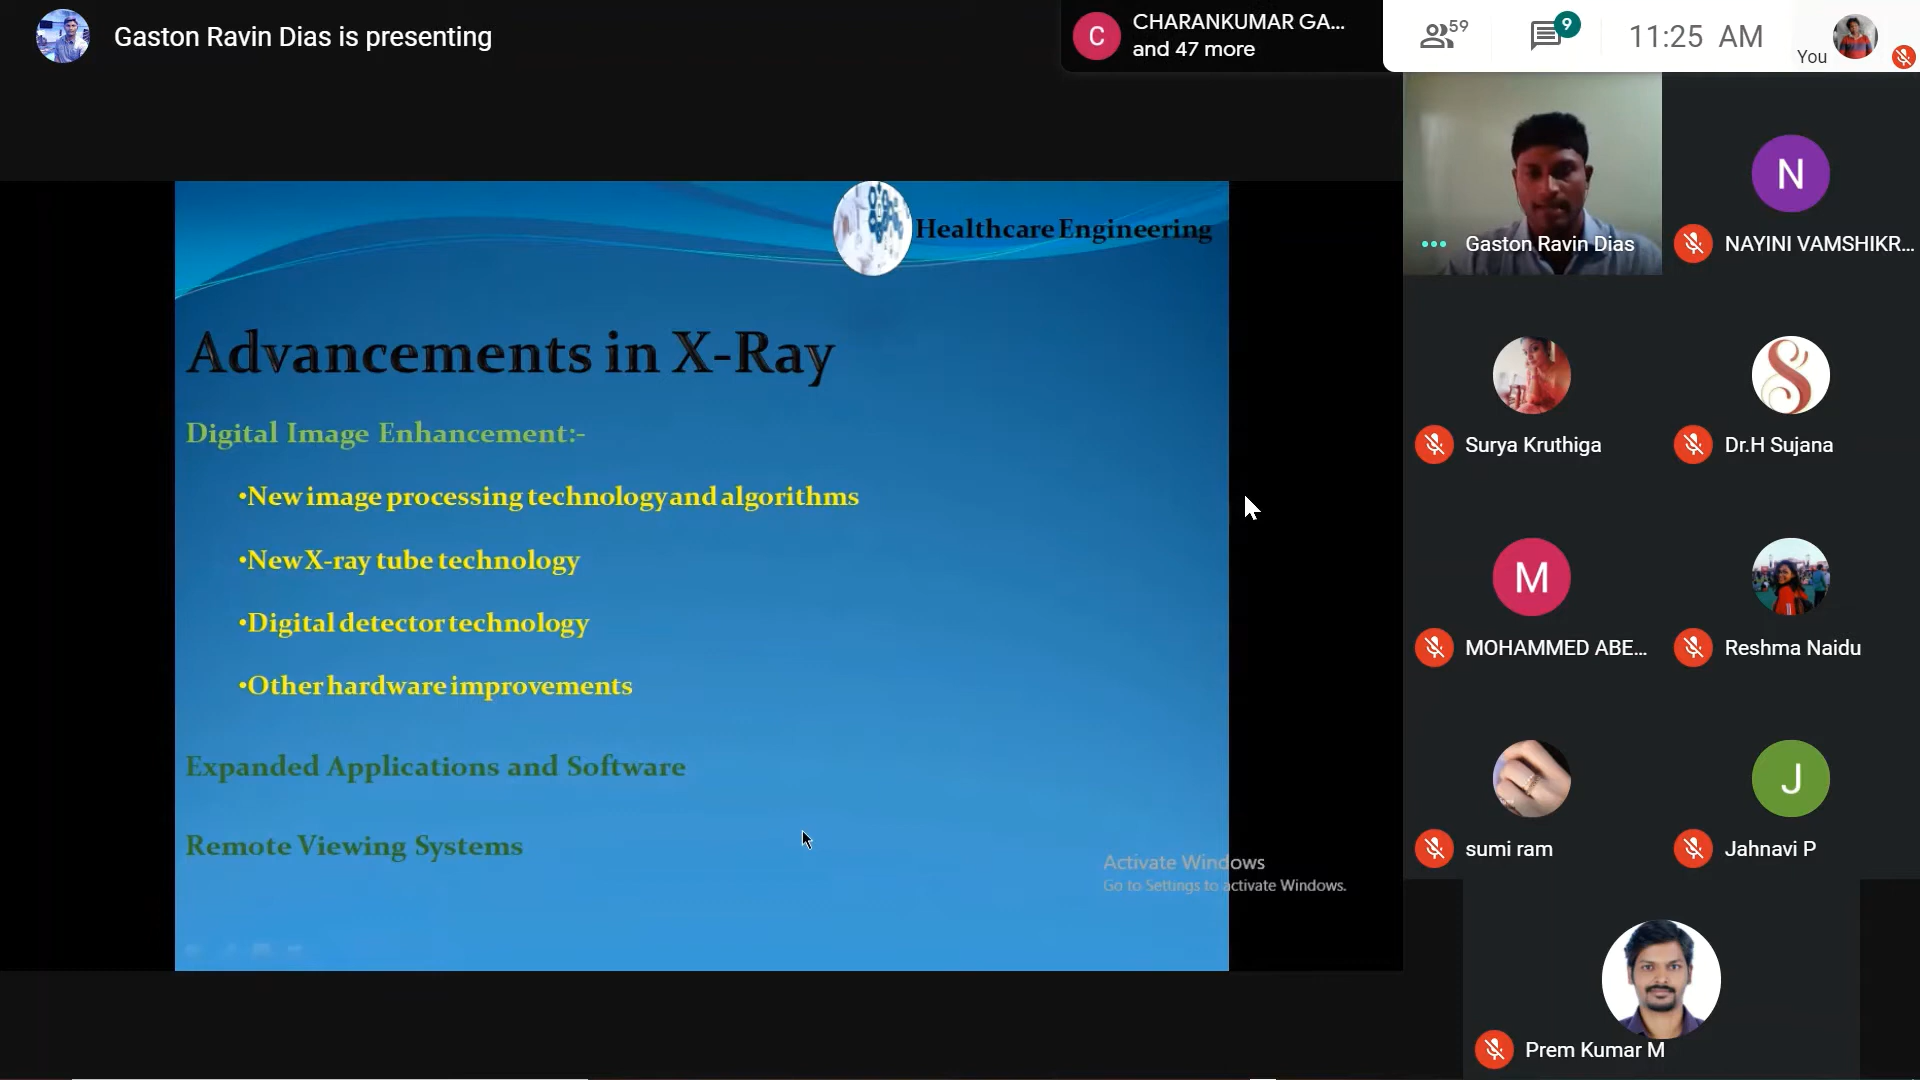 Gaston Ravin Dias is presenting
C
CHARANKUMAR GA...
and 47 more
59
9
11:25 AM
You
Healthcare Engineering
Advancements in X-Ray
Digital Image Enhancement:-
•New image processing technology and algorithms
•New X-ray tube technology
•Digital detector technology
•Other hardware improvements
Expanded Applications and Software
Remote Viewing Systems
Activate Windows
Go to Settings to activate Windows.
Gaston Ravin Dias
N
NAYINI VAMSHIKR...
Surya Kruthiga
S
Dr.H Sujana
M
MOHAMMED ABE...
Reshma Naidu
sumi ram
J
Jahnavi P
Prem Kumar M